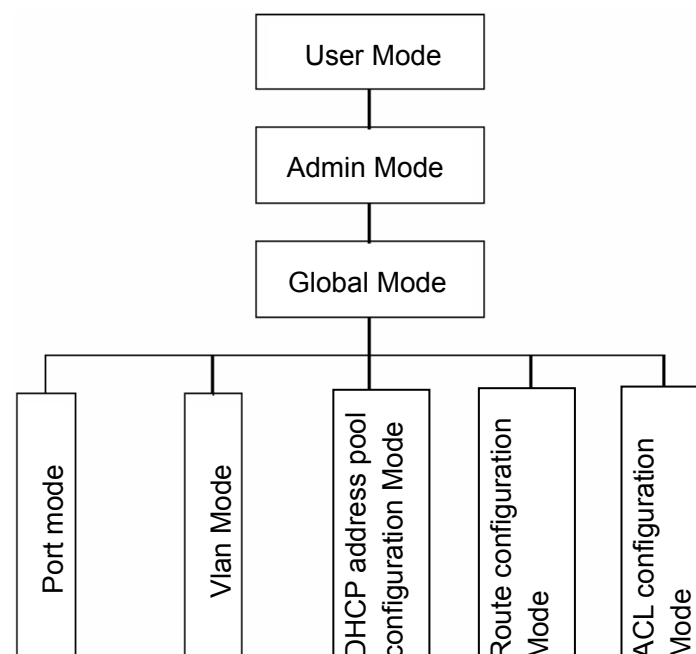 User Mode
Admin Mode
Global Mode
Port mode
Vlan Mode
DHCP address pool
configuration Mode
Route configuration
Mode
ACL configuration
Mode